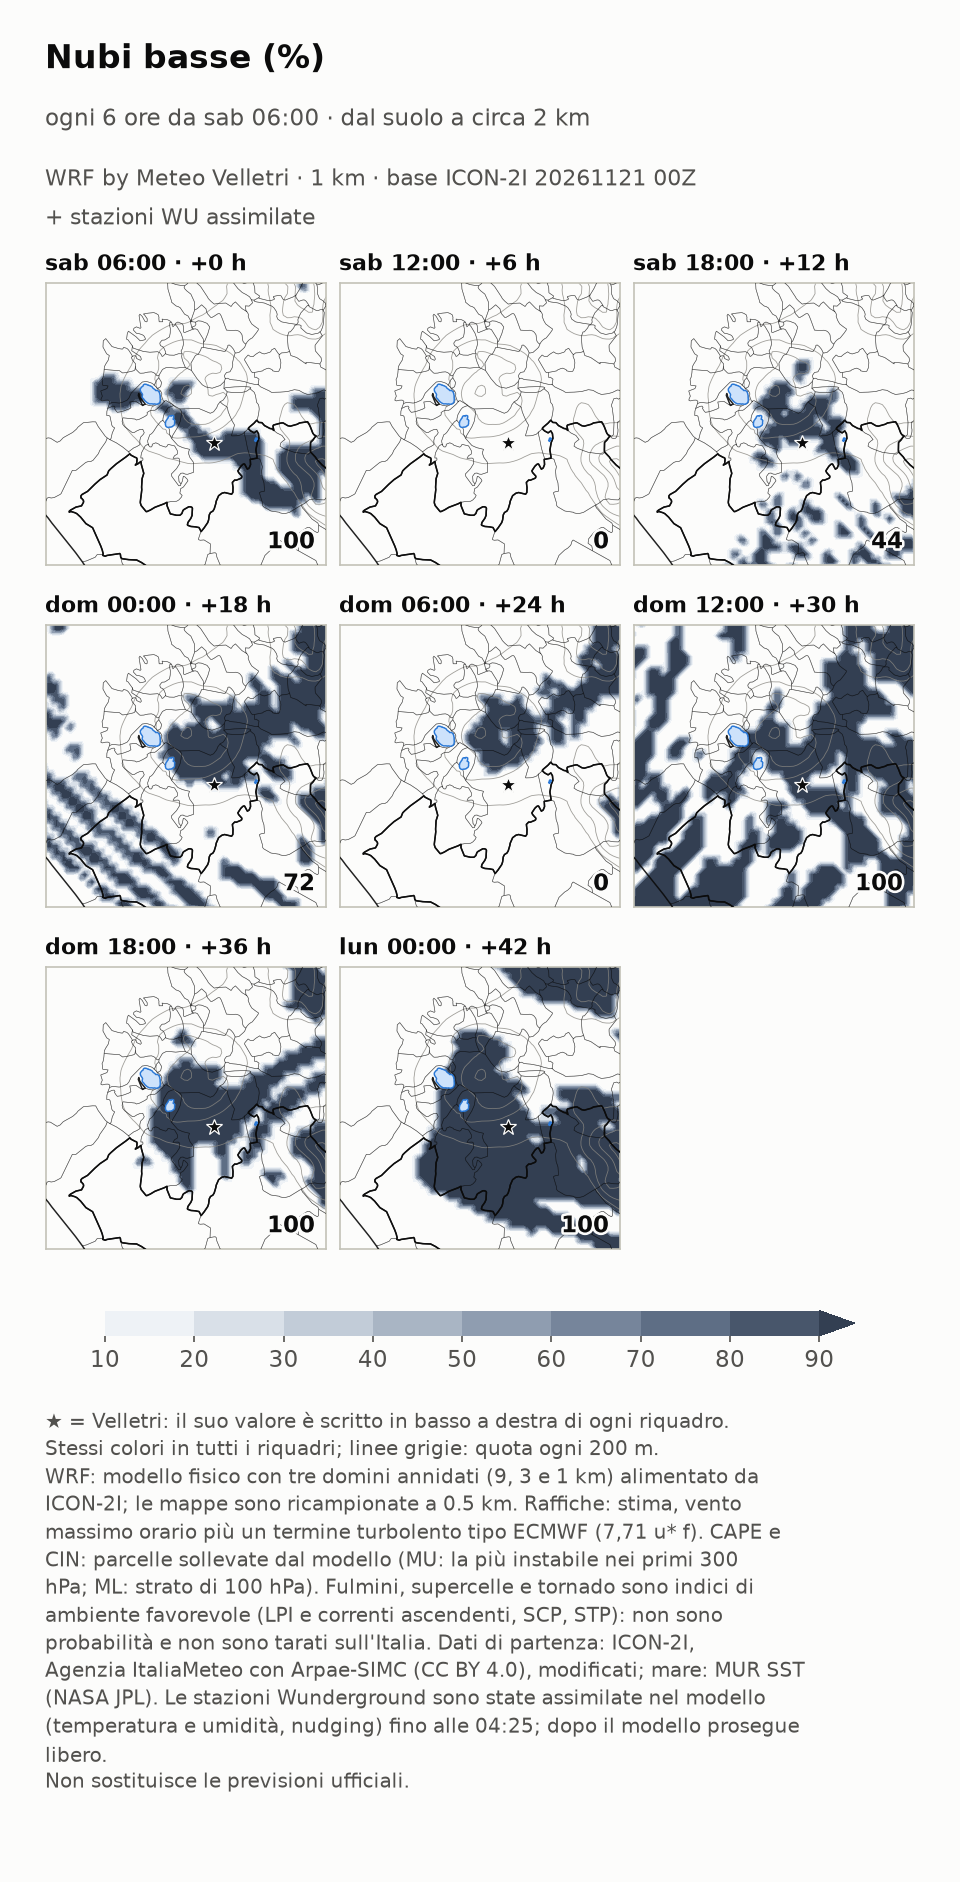 Nubi basse (%)
ogni 6 ore da sab 06:00 · dal suolo a circa 2 km
WRF by Meteo Velletri · 1 km · base ICON-2I 20261121 00Z
+ stazioni WU assimilate
sab 06:00 · +0 h
sab 12:00 · +6 h
sab 18:00 · +12 h
100
0
44
dom 00:00 · +18 h
dom 06:00 · +24 h
dom 12:00 · +30 h
72
0
100
dom 18:00 · +36 h
lun 00:00 · +42 h
100
100
10 20 30 40 50 60 70 80 90
★ = Velletri: il suo valore è scritto in basso a destra di ogni riquadro.
Stessi colori in tutti i riquadri; linee grigie: quota ogni 200 m.
WRF: modello fisico con tre domini annidati (9, 3 e 1 km) alimentato da
ICON-2I; le mappe sono ricampionate a 0.5 km. Raffiche: stima, vento
massimo orario più un termine turbolento tipo ECMWF (7,71 u* f). CAPE e
CIN: parcelle sollevate dal modello (MU: la più instabile nei primi 300
hPa; ML: strato di 100 hPa). Fulmini, supercelle e tornado sono indici di
ambiente favorevole (LPI e correnti ascendenti, SCP, STP): non sono
probabilità e non sono tarati sull'Italia. Dati di partenza: ICON-2I,
Agenzia ItaliaMeteo con Arpae-SIMC (CC BY 4.0), modificati; mare: MUR SST
(NASA JPL). Le stazioni Wunderground sono state assimilate nel modello
(temperatura e umidità, nudging) fino alle 04:25; dopo il modello prosegue
libero.
Non sostituisce le previsioni ufficiali.